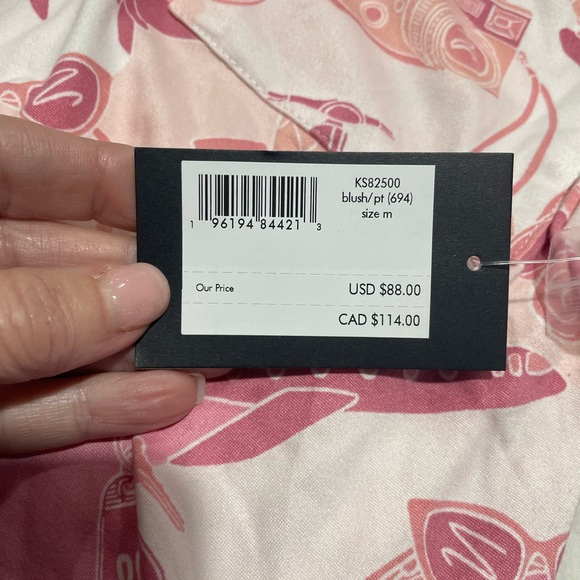 KS82500
blush/pt (694)
size m
1 96194 84421 3
Our Price USD $88.00
CAD $114.00